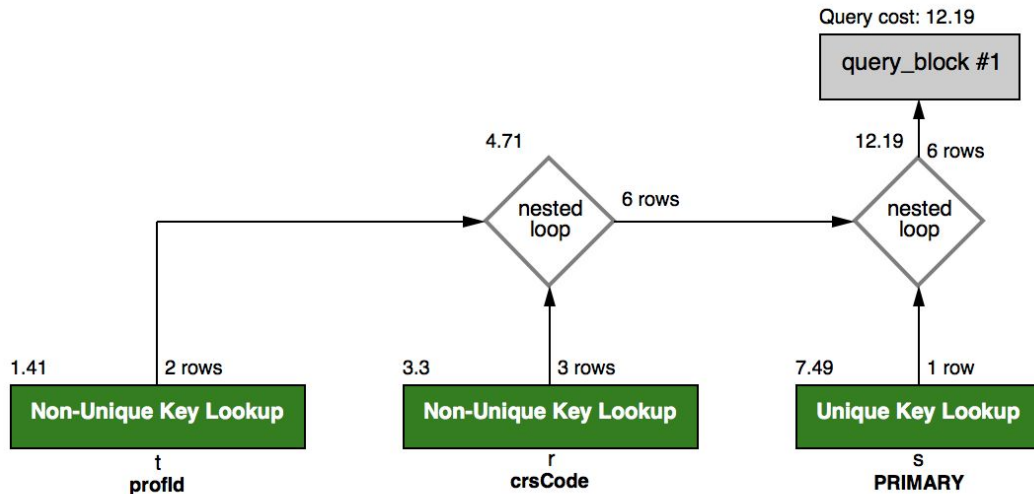 Query cost: 12.19
query_block #1
4.71
12.19
6 rows
nested
loop
6 rows
nested
loop
1.41
2 rows
3.3
3 rows
7.49
1 row
Non-Unique Key Lookup
Non-Unique Key Lookup
Unique Key Lookup
t
r
s
profId
crsCode
PRIMARY